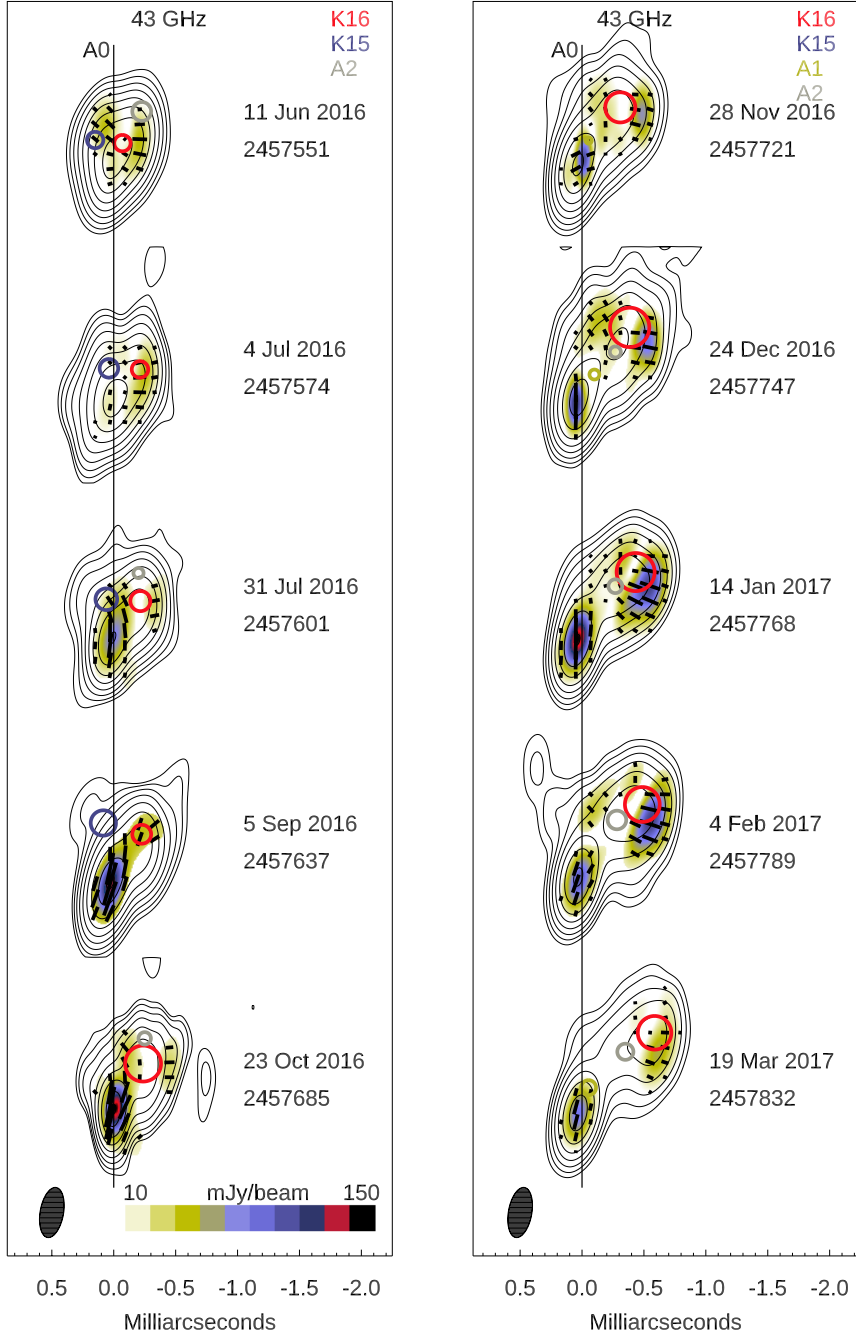 43 GHz
K16
K15
A2
A0
11 Jun 2016
2457551
4 Jul 2016
2457574
31 Jul 2016
2457601
5 Sep 2016
2457637
23 Oct 2016
2457685
10 mJy/beam 150
0.5 0.0 -0.5 -1.0 -1.5 -2.0
Milliarcseconds
43 GHz
K16
K15
A1
A2
A0
28 Nov 2016
2457721
24 Dec 2016
2457747
14 Jan 2017
2457768
4 Feb 2017
2457789
19 Mar 2017
2457832
0.5 0.0 -0.5 -1.0 -1.5 -2.0
Milliarcseconds